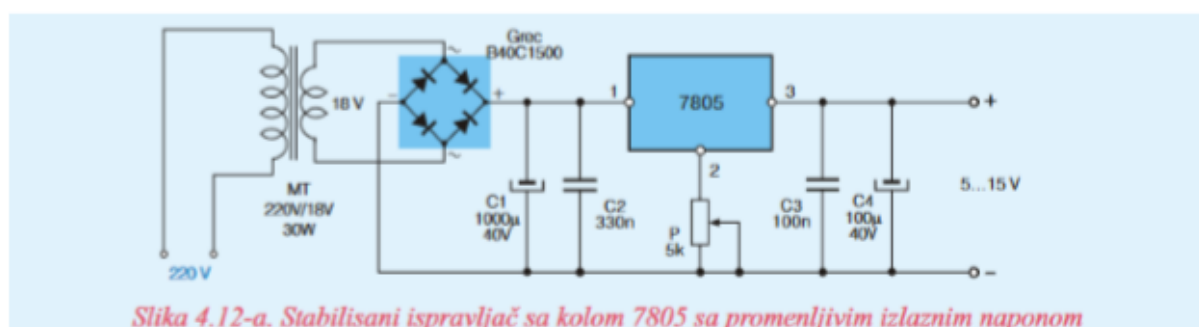 Grec
B40C1500
~
18 V
-
+
1
7805
3
+
~
2
MT
220V/18V
30W
C1
1000µ
40V
C2
330n
P
5k
C3
100n
C4
100µ
40V
5...15 V
220 V
-
Slika 4.12-a. Stabilisani ispravljač sa kolom 7805 sa promenljivim izlaznim naponom